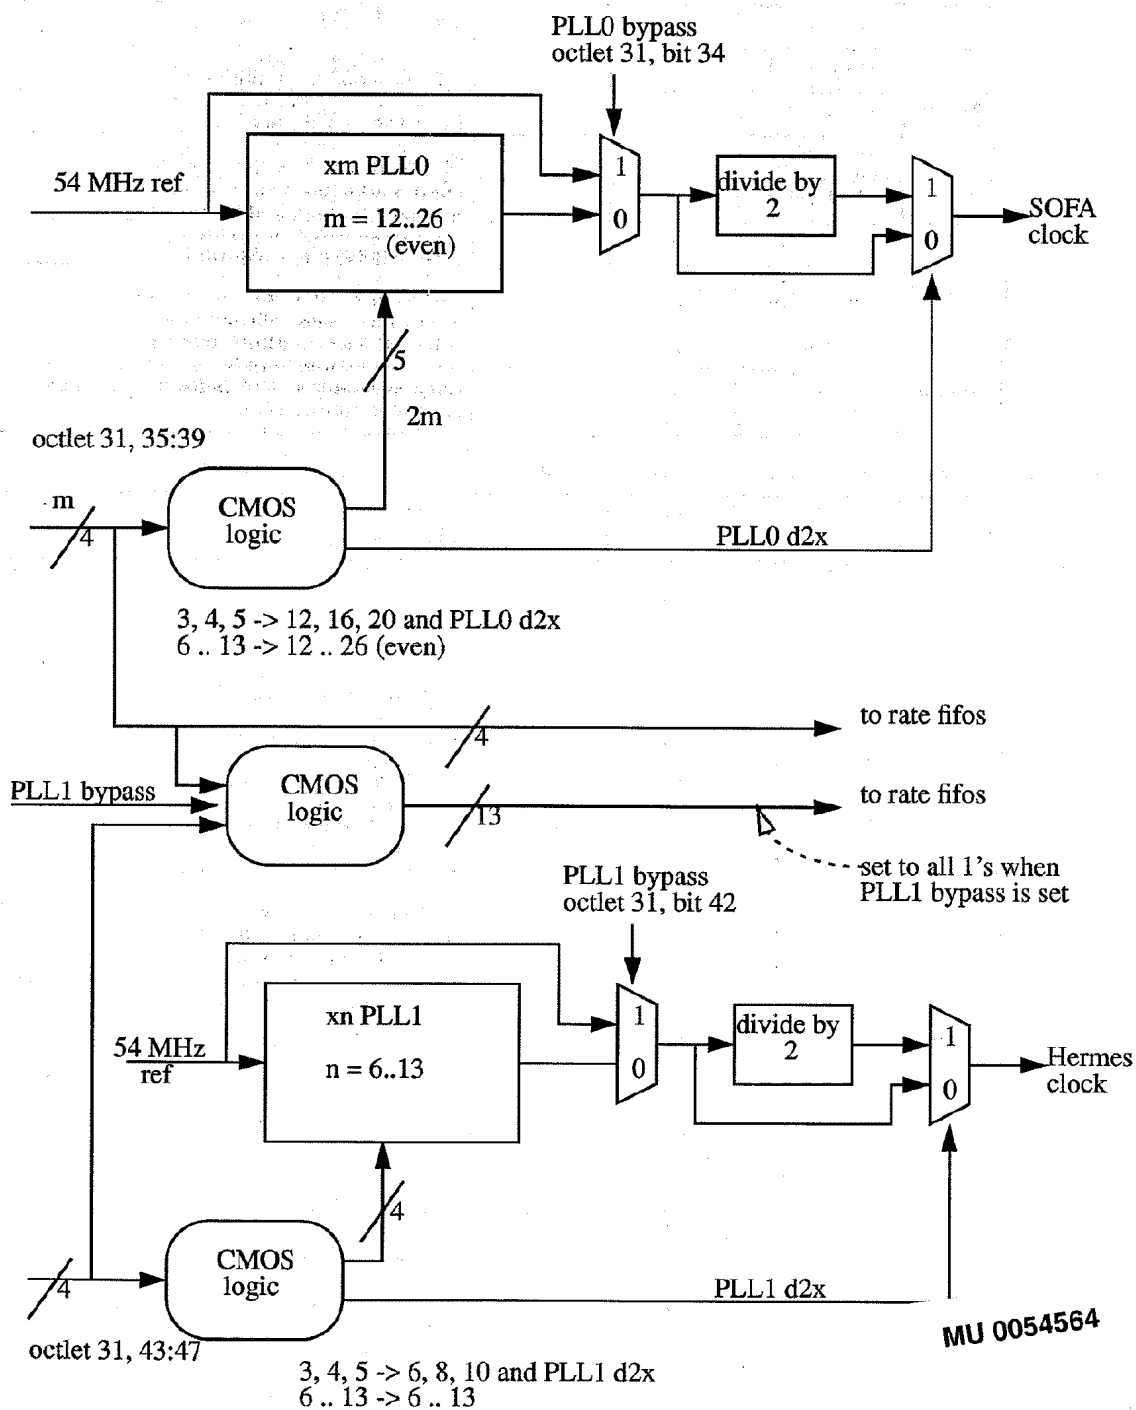 PLL0 bypass
octlet 31, bit 34
54 MHz ref
xm PLL0
m = 12..26
(even)
1
0
divide by
2
1
0
SOFA
clock
5
2m
octlet 31, 35:39
m
4
CMOS
logic
PLL0 d2x
3, 4, 5 -> 12, 16, 20 and PLL0 d2x
6 .. 13 -> 12 .. 26 (even)
4
to rate fifos
PLL1 bypass
CMOS
logic
13
to rate fifos
set to all 1's when
PLL1 bypass is set
PLL1 bypass
octlet 31, bit 42
54 MHz
ref
xn PLL1
n = 6..13
1
0
divide by
2
1
0
Hermes
clock
4
4
CMOS
logic
PLL1 d2x
MU 0054564
octlet 31, 43:47
3, 4, 5 -> 6, 8, 10 and PLL1 d2x
6 .. 13 -> 6 .. 13